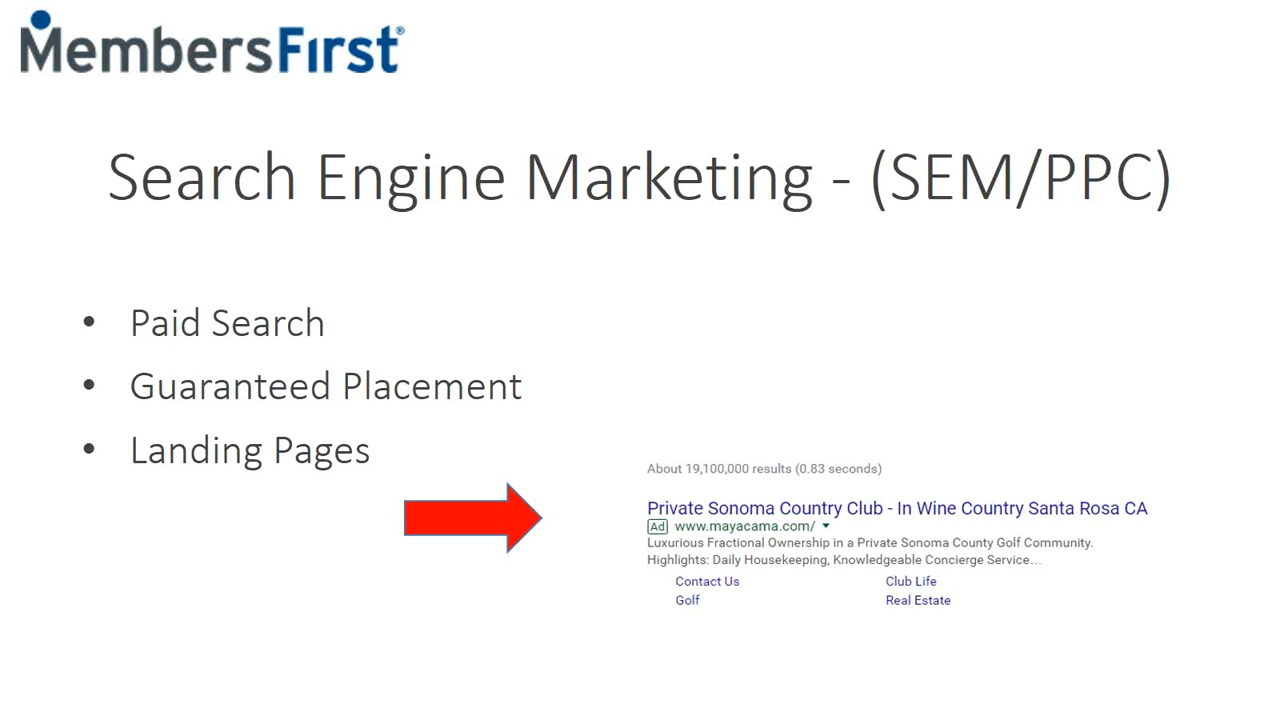 MembersFirst®
Search Engine Marketing - (SEM/PPC)
• Paid Search
• Guaranteed Placement
• Landing Pages
About 19,100,000 results (0.83 seconds)
Private Sonoma Country Club - In Wine Country Santa Rosa CA
Ad www.mayacama.com/
Luxurious Fractional Ownership in a Private Sonoma County Golf Community.
Highlights: Daily Housekeeping, Knowledgeable Concierge Service…
Contact Us Club Life
Golf Real Estate